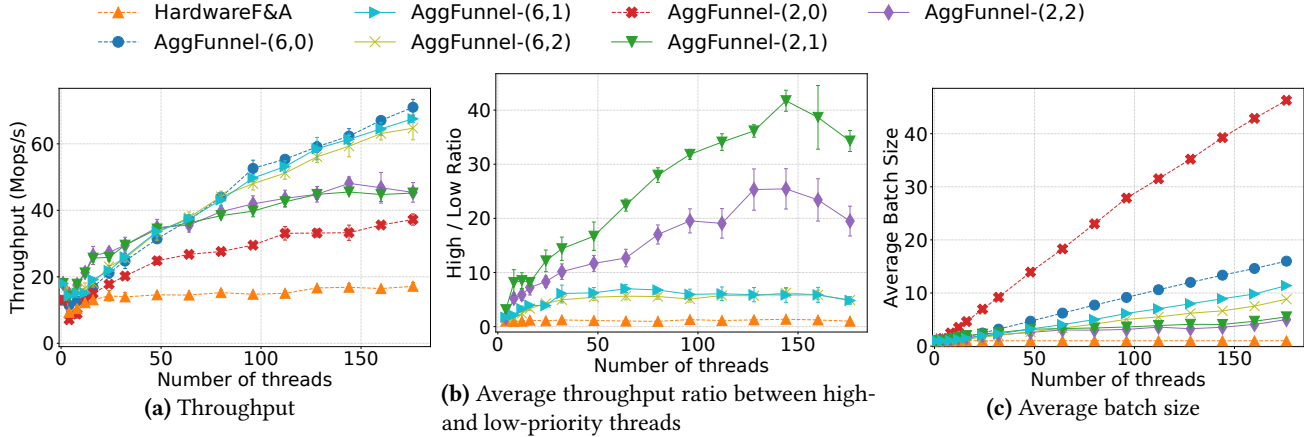 HardwareF&A AggFunnel-(6,1) AggFunnel-(2,0) AggFunnel-(2,2)
AggFunnel-(6,0) AggFunnel-(6,2) AggFunnel-(2,1)
Throughput (Mops/s)
60
40
20
0
0 50 100 150
Number of threads
(a) Throughput
High / Low Ratio
40
30
20
10
0
0 50 100 150
Number of threads
(b) Average throughput ratio between high-
and low-priority threads
Average Batch Size
40
30
20
10
0
0 50 100 150
Number of threads
(c) Average batch size